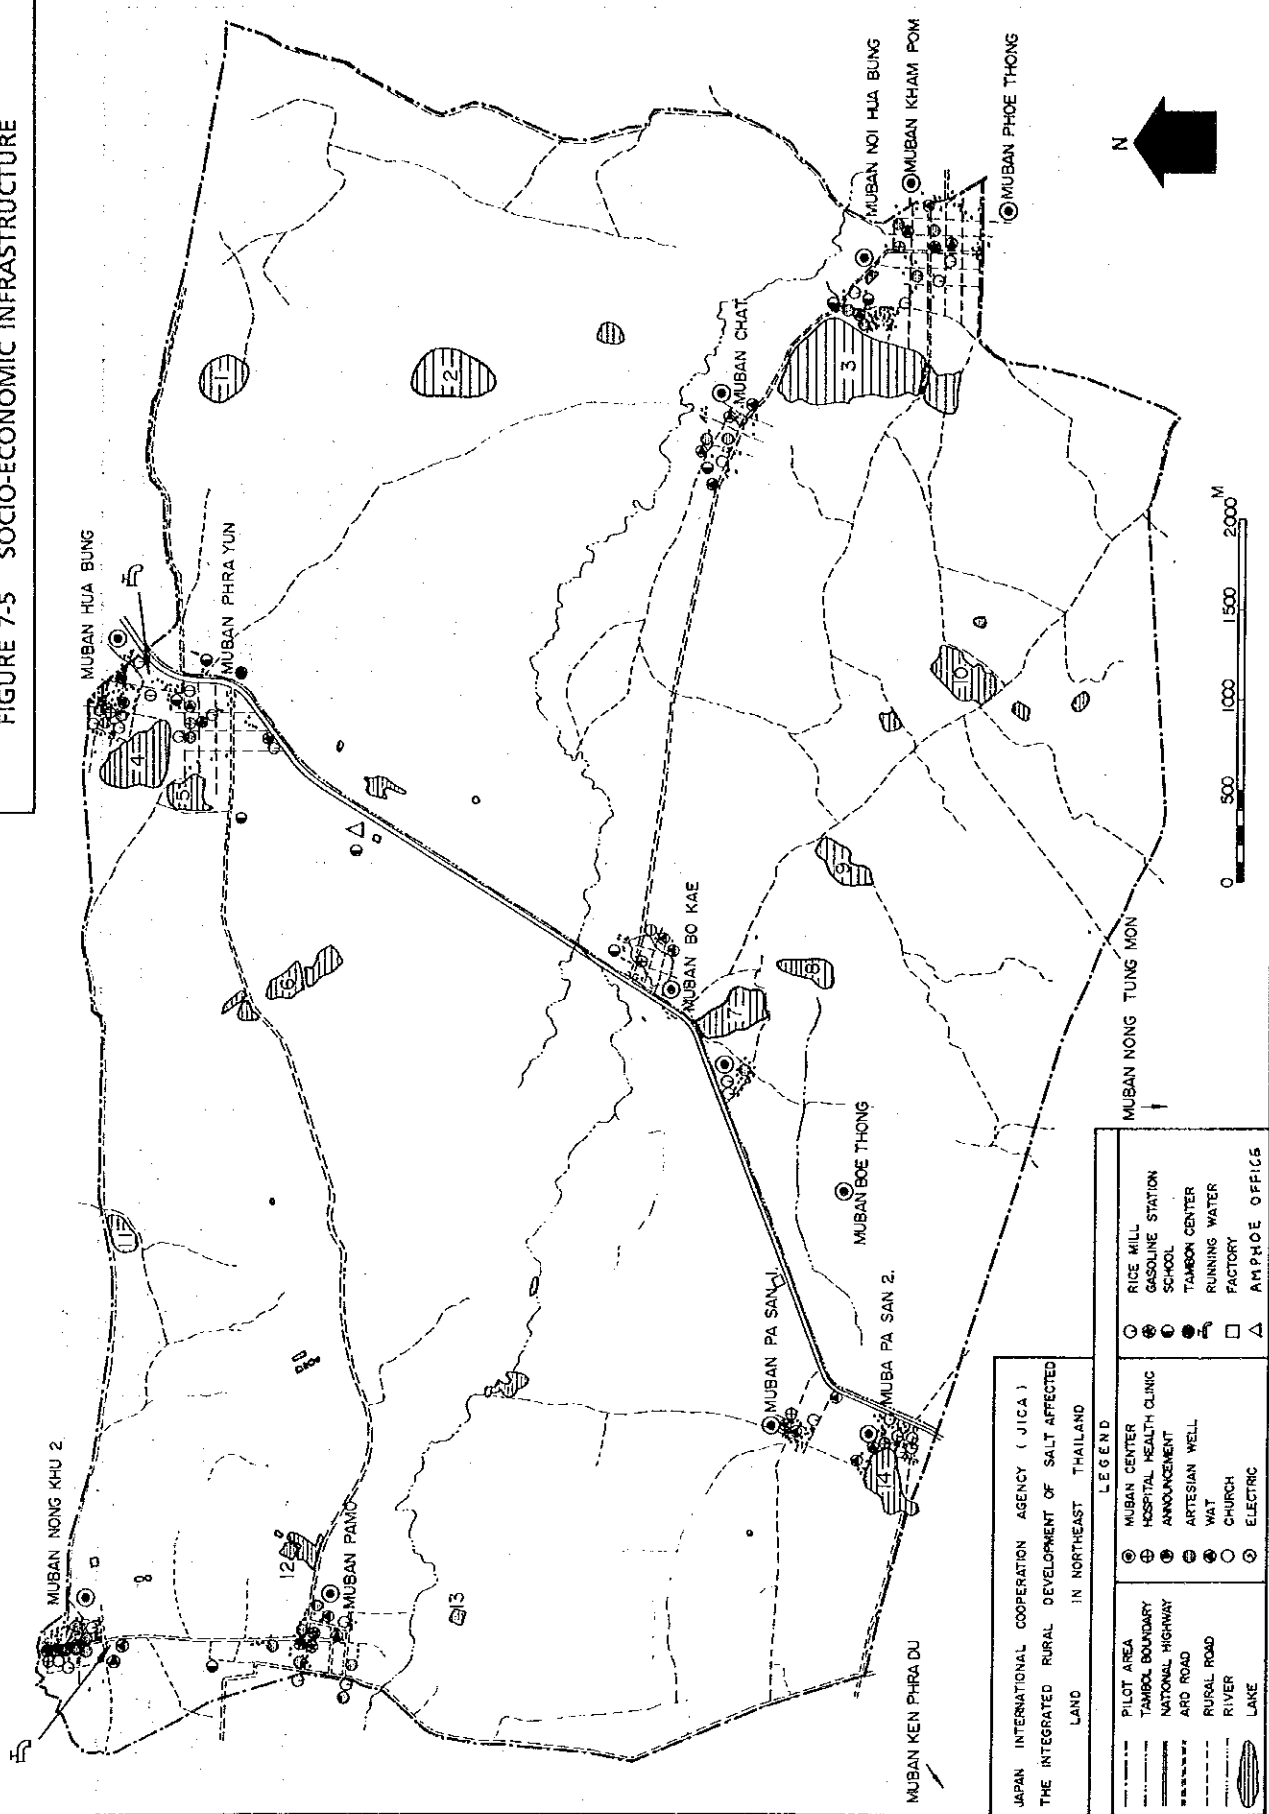 FIGURE 7-5 SOCIO-ECONOMIC INFRASTRUCTURE
MUBAN NONG KHU 2
MUBAN HUA BUNG
MUBAN PHRA YUN
MUBAN PAMO
MUBAN CHAT
MUBAN NOI HUA BUNG
MUBAN KHAM POM
MUBAN PHOE THONG
MUBAN BO KAE
MUBAN BOE THONG
MUBAN PA SAN 1.
MUBA PA SAN 2.
MUBAN KEN PHRA DU
MUBAN NONG TUNG MON
1
2
3
4
5
6
7
8
9
10
11
12
13
14
N
0 500 1000 1500 2000 M
JAPAN INTERNATIONAL COOPERATION AGENCY ( JICA )
THE INTEGRATED RURAL DEVELOPMENT OF SALT AFFECTED
LAND IN NORTHEAST THAILAND
LEGEND
PILOT AREA
TAMBOL BOUNDARY
NATIONAL HIGHWAY
ARD ROAD
RURAL ROAD
RIVER
LAKE
MUBAN CENTER
HOSPITAL HEALTH CLINIC
ANNOUNCEMENT
ARTESIAN WELL
WAT
CHURCH
ELECTRIC
RICE MILL
GASOLINE STATION
SCHOOL
TAMBON CENTER
RUNNING WATER
FACTORY
AMPHOE OFFICE